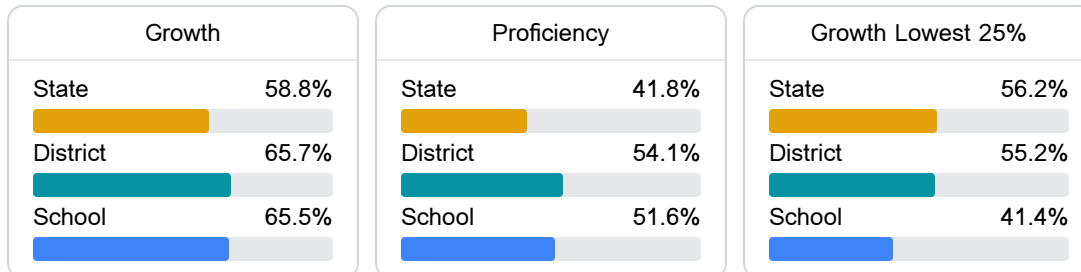 Growth
State 58.8%
District 65.7%
School 65.5%
Proficiency
State 41.8%
District 54.1%
School 51.6%
Growth Lowest 25%
State 56.2%
District 55.2%
School 41.4%